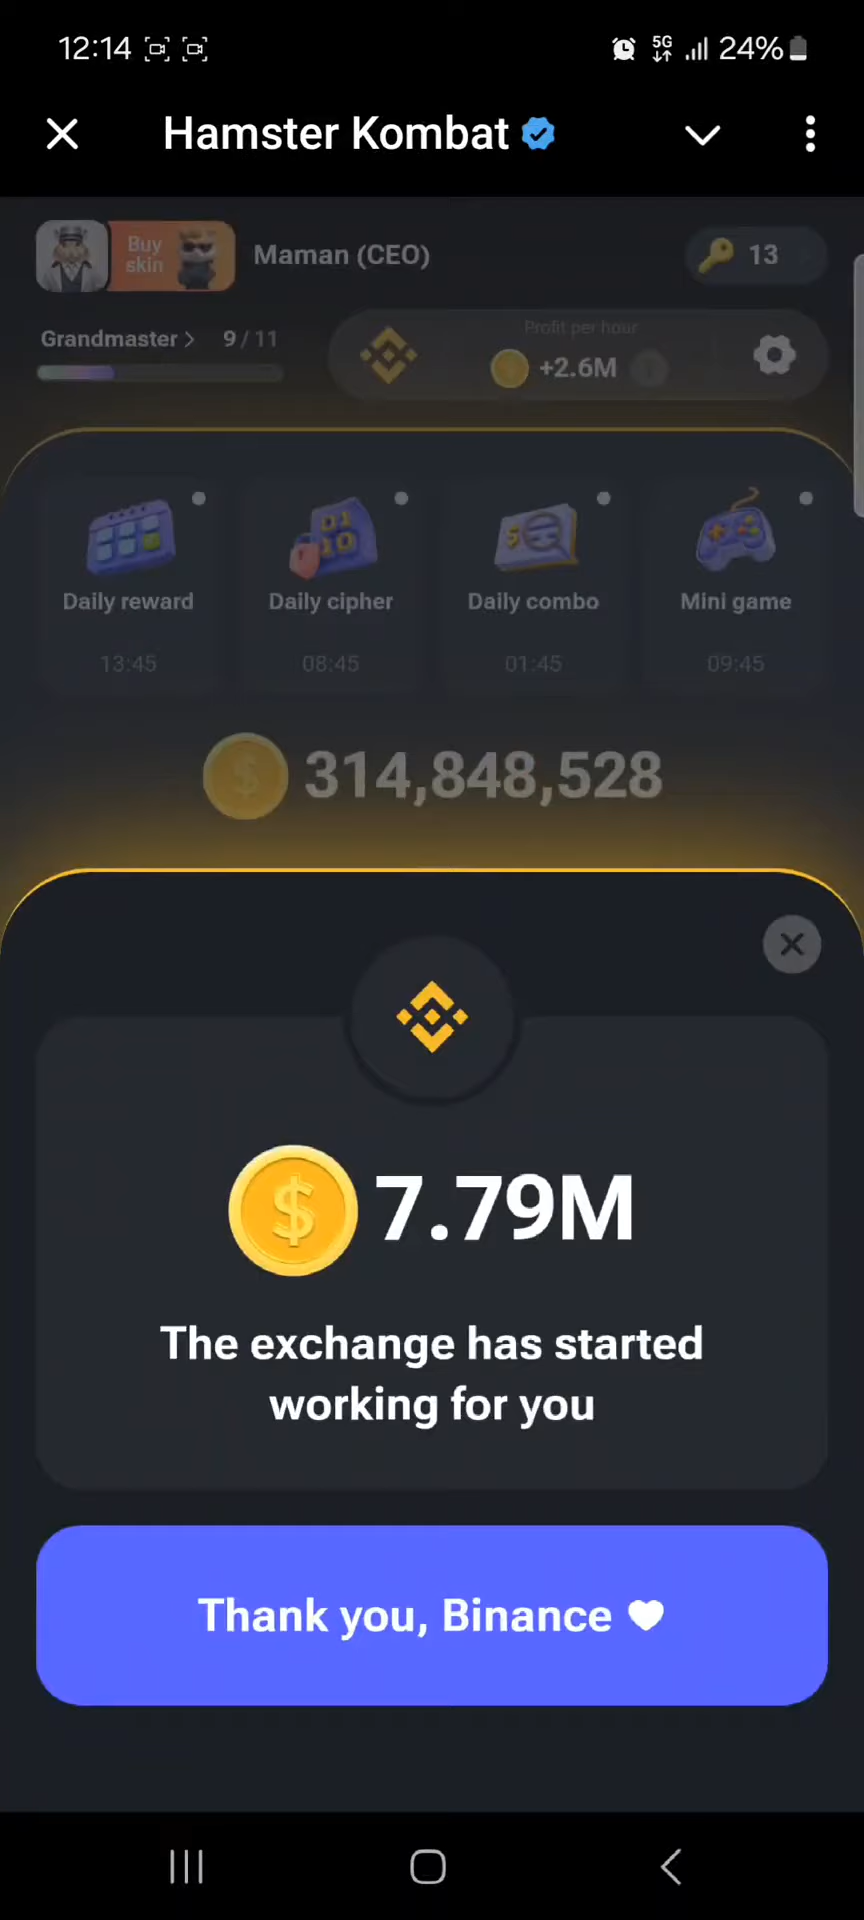 12:14 5G 24%
Hamster Kombat
Buy
skin
Maman (CEO)
13
Grandmaster > 9 / 11
Profit per hour
+2.6M
Daily reward
13:45
Daily cipher
08:45
Daily combo
01:45
Mini game
09:45
314,848,528
7.79M
The exchange has started
working for you
Thank you, Binance 🤍